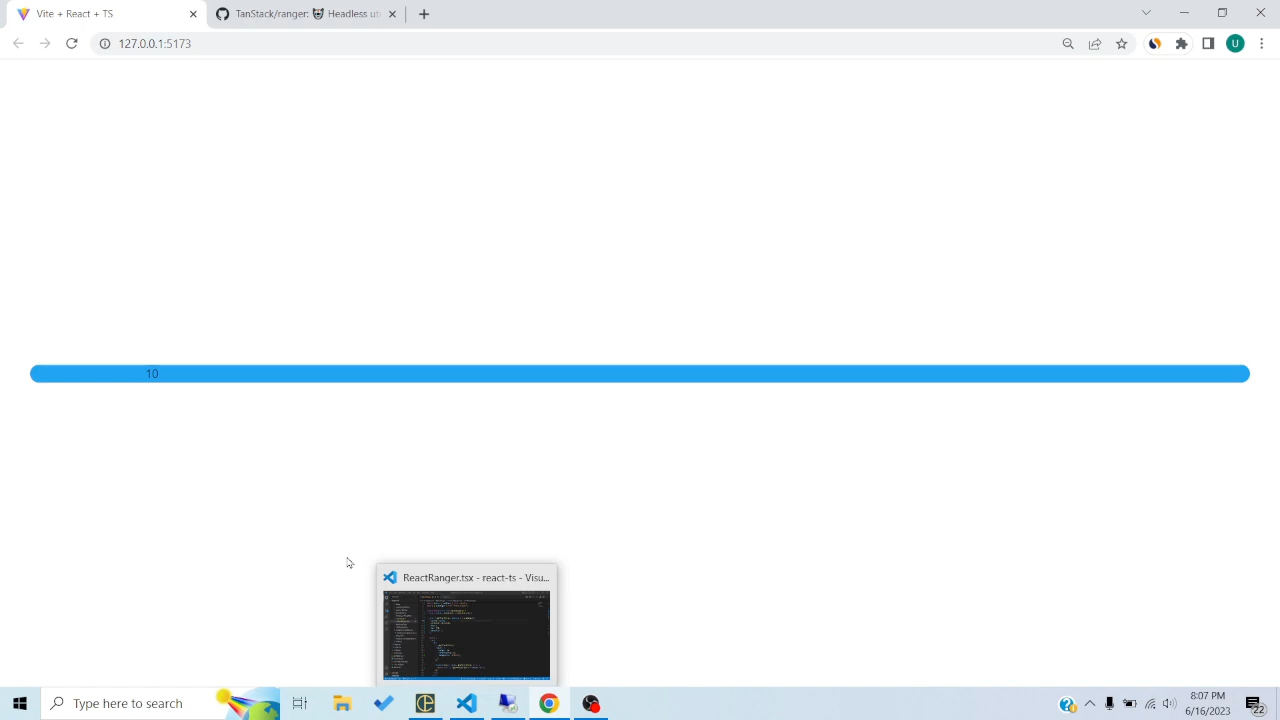 Vite + React + TS
TanStack/ranger: Headless ut
127.0.0.1:5173
U
10
ReactRanger.tsx - react-ts - Visu...
Type here to search
8:07 PM
6/16/2023
22